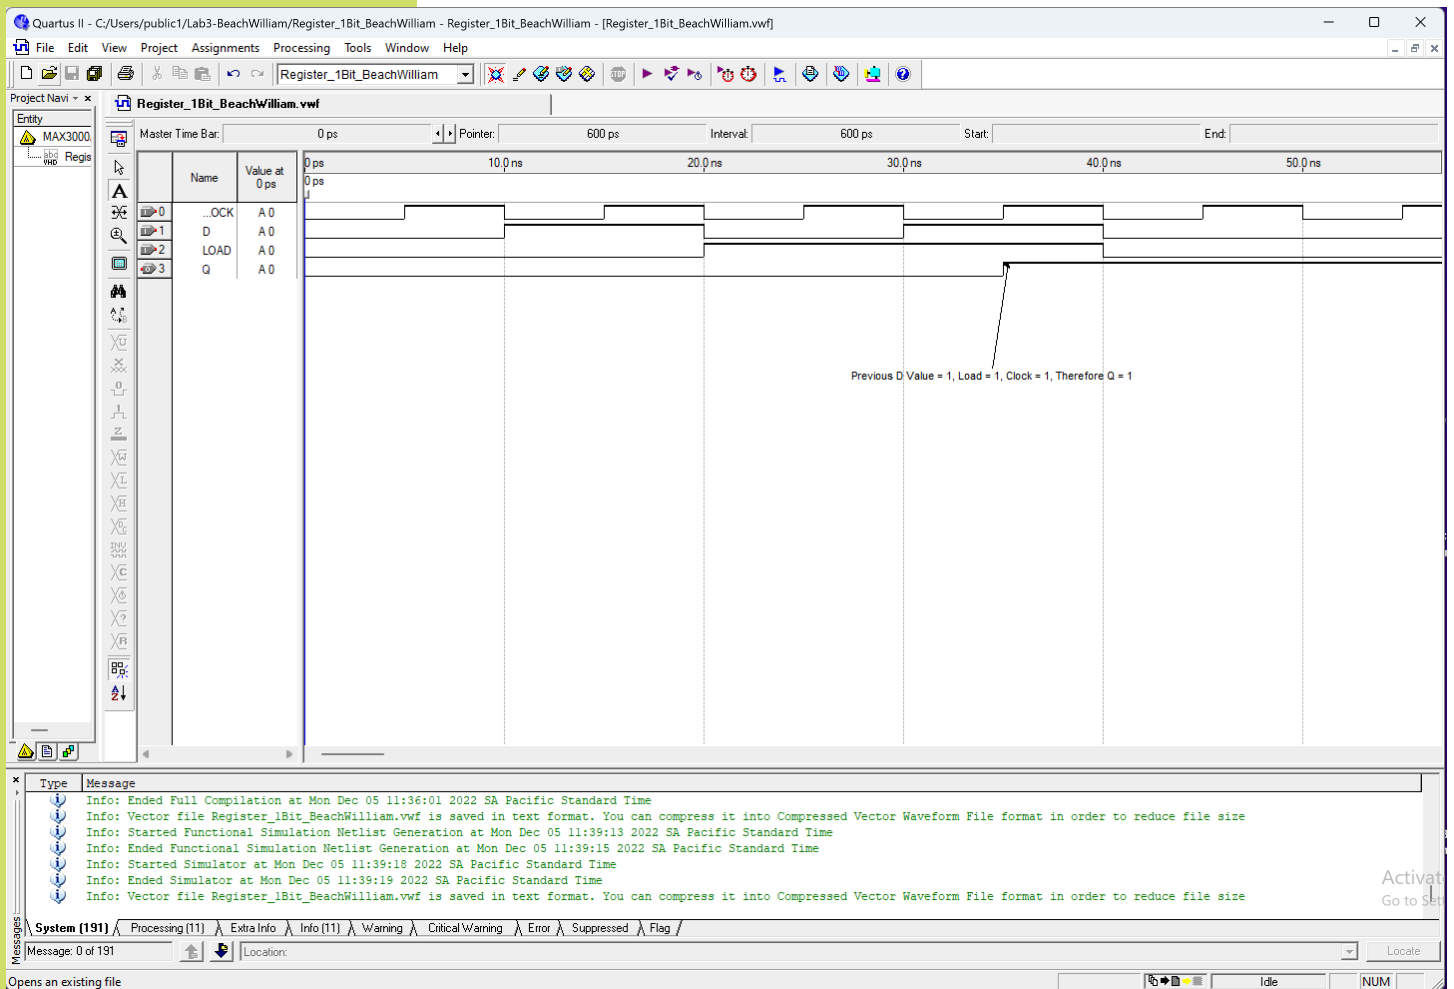 Quartus II - C:/Users/public1/Lab3-BeachWilliam/Register_1Bit_BeachWilliam - Register_1Bit_BeachWilliam - [Register_1Bit_BeachWilliam.vwf]
File Edit View Project Assignments Processing Tools Window Help
Register_1Bit_BeachWilliam
Project Navi
Register_1Bit_BeachWilliam.vwf
Entity
MAX3000
Regis
Master Time Bar: 0 ps Pointer: 600 ps Interval: 600 ps Start: End:
Name Value at 0 ps
0 ps 10.0 ns 20.0 ns 30.0 ns 40.0 ns 50.0 ns
0 ps
0 ...OCK A 0
1 D A 0
2 LOAD A 0
3 Q A 0
Previous D Value = 1, Load = 1, Clock = 1, Therefore Q = 1
Type Message
Info: Ended Full Compilation at Mon Dec 05 11:36:01 2022 SA Pacific Standard Time
Info: Vector file Register_1Bit_BeachWilliam.vwf is saved in text format. You can compress it into Compressed Vector Waveform File format in order to reduce file size
Info: Started Functional Simulation Netlist Generation at Mon Dec 05 11:39:13 2022 SA Pacific Standard Time
Info: Ended Functional Simulation Netlist Generation at Mon Dec 05 11:39:15 2022 SA Pacific Standard Time
Info: Started Simulator at Mon Dec 05 11:39:18 2022 SA Pacific Standard Time
Info: Ended Simulator at Mon Dec 05 11:39:19 2022 SA Pacific Standard Time
Info: Vector file Register_1Bit_BeachWilliam.vwf is saved in text format. You can compress it into Compressed Vector Waveform File format in order to reduce file size
Activat
Go to Sett
System (191) Processing (11) Extra Info Info (11) Warning Critical Warning Error Suppressed Flag
Messages
Message: 0 of 191 Location: Locate
Opens an existing file Idle NUM